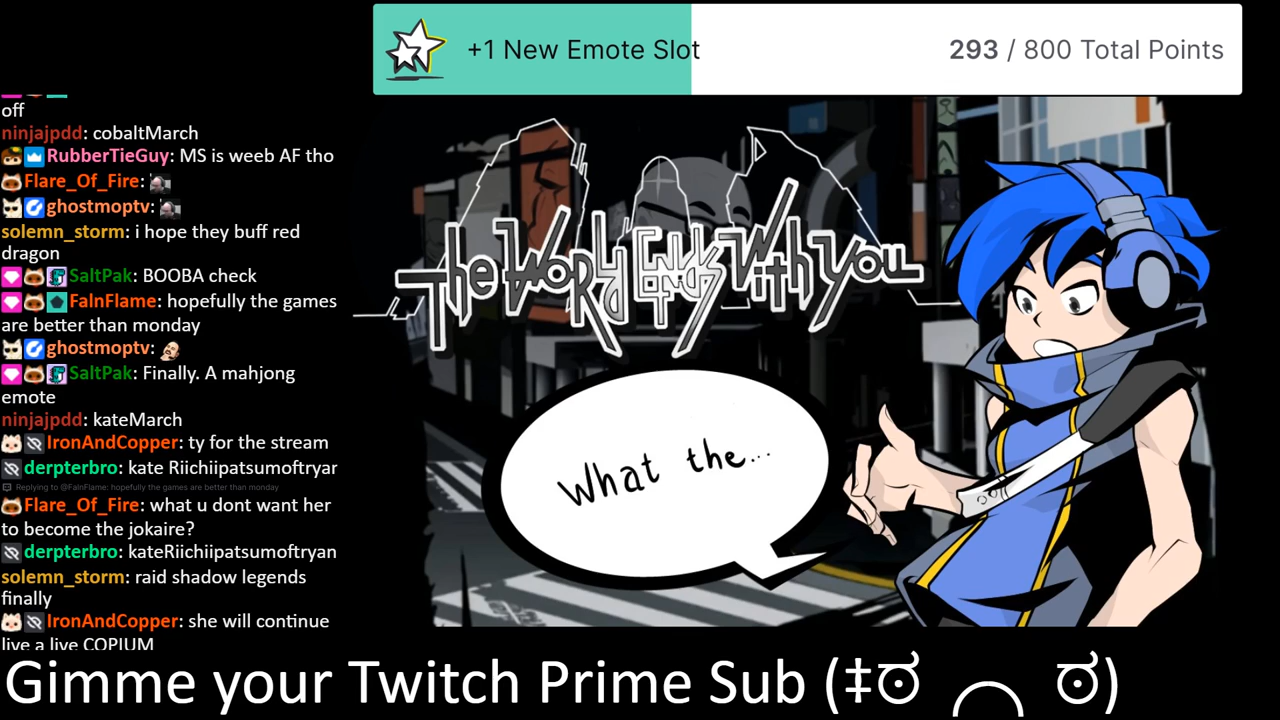 +1 New Emote Slot
293 / 800 Total Points
off
ninjajpdd: cobaltMarch
RubberTieGuy: MS is weeb AF tho
Flare_Of_Fire:
ghostmoptv:
solemn_storm: i hope they buff red
dragon
SaltPak: BOOBA check
FaInFlame: hopefully the games
are better than monday
ghostmoptv:
SaltPak: Finally. A mahjong
emote
ninjajpdd: kateMarch
IronAndCopper: ty for the stream
derpterbro: kate Riichiipatsumoftryar
Replying to @FaInFlame: hopefully the games are better than monday
Flare_Of_Fire: what u dont want her
to become the jokaire?
derpterbro: kateRiichiipatsumoftryan
solemn_storm: raid shadow legends
finally
IronAndCopper: she will continue
live a live COPIUM
The World Ends With You
What the...
Gimme your Twitch Prime Sub (‡ಠ ╭╮ ಠ)